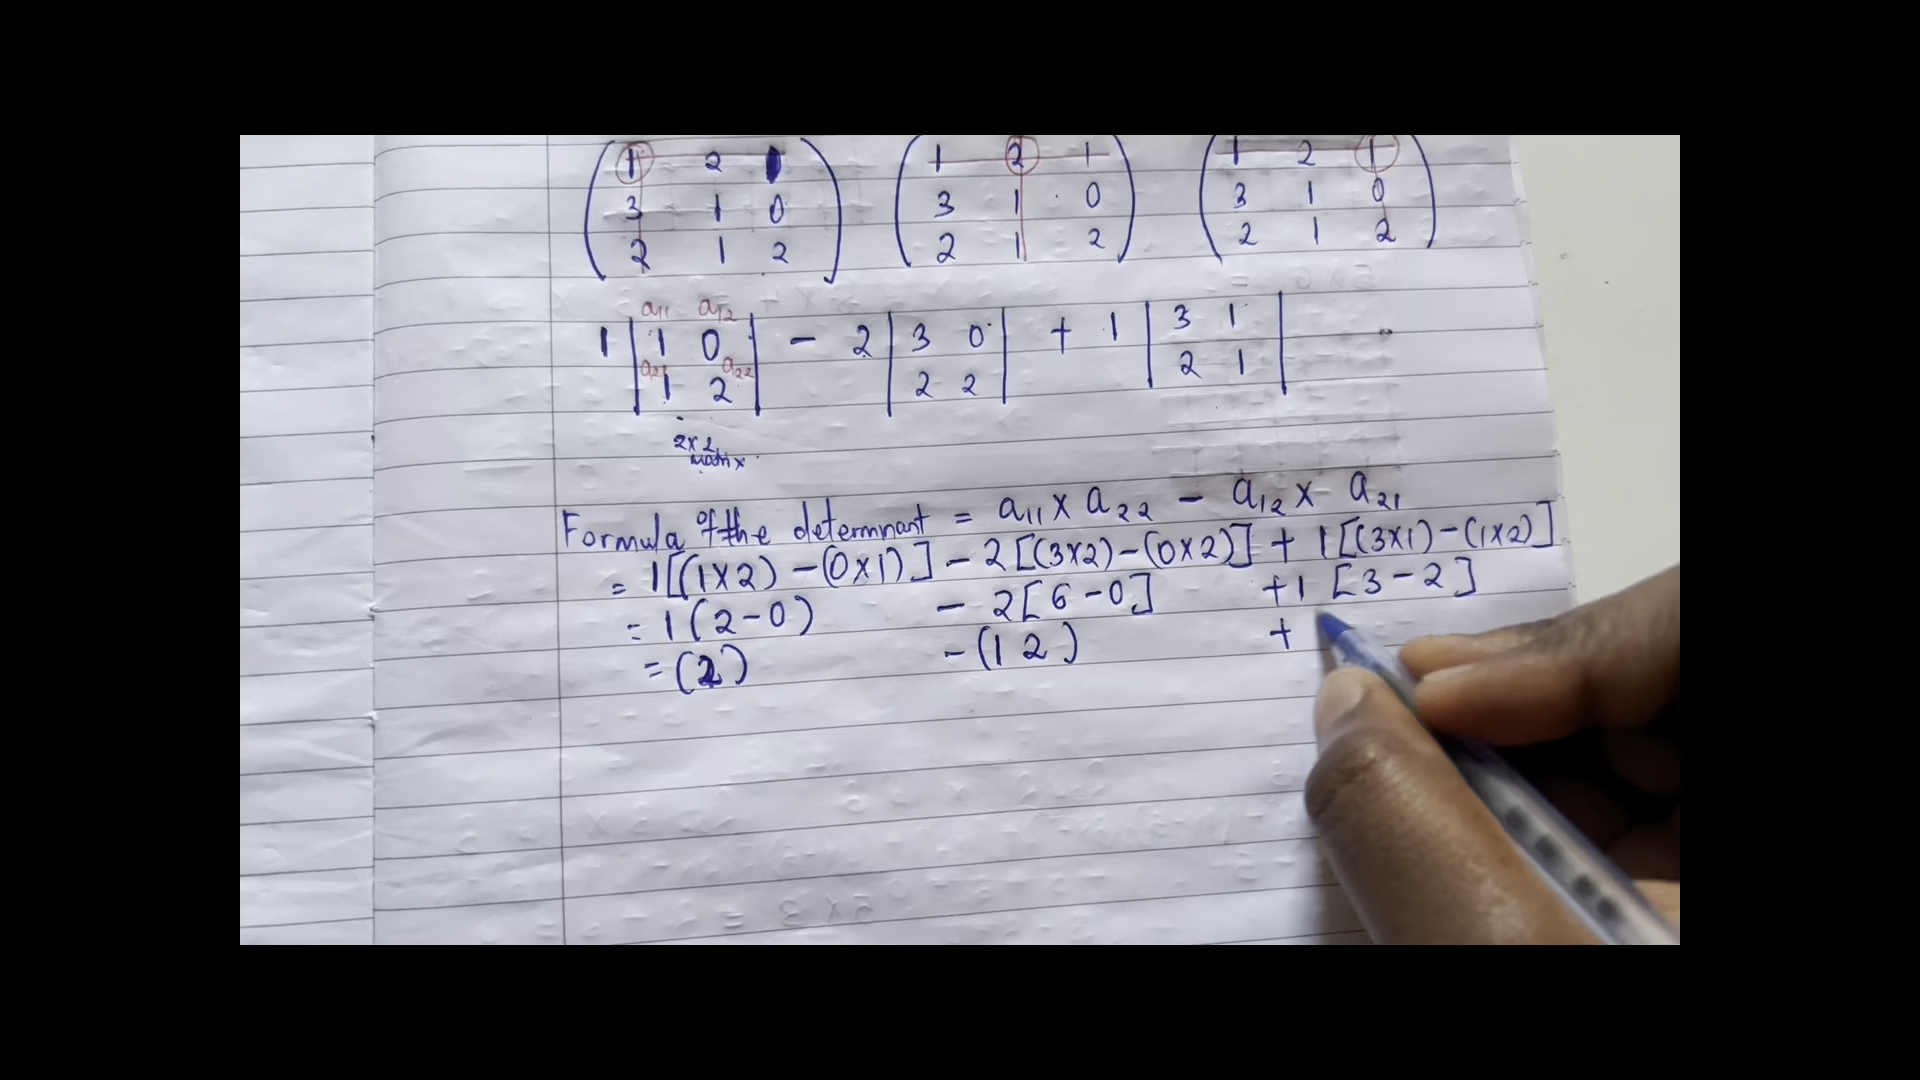 1 2 1 1 2 1 1 2 1
3 1 0 3 1 0 3 1 0
2 1 2 2 1 2 2 1 2
a11 a12
1 | 1 0 | - 2 | 3 0 | + 1 | 3 1 |
a21 a22
1 2 2 2 2 1
2x2
matrix
Formula of the determinant = a11 x a22 - a12 x a21
= 1[(1x2) - (0x1)] - 2[(3x2) - (0x2)] + 1[(3x1) - (1x2)]
= 1(2-0) - 2[6-0] +1 [3-2]
= (2) - (12) +